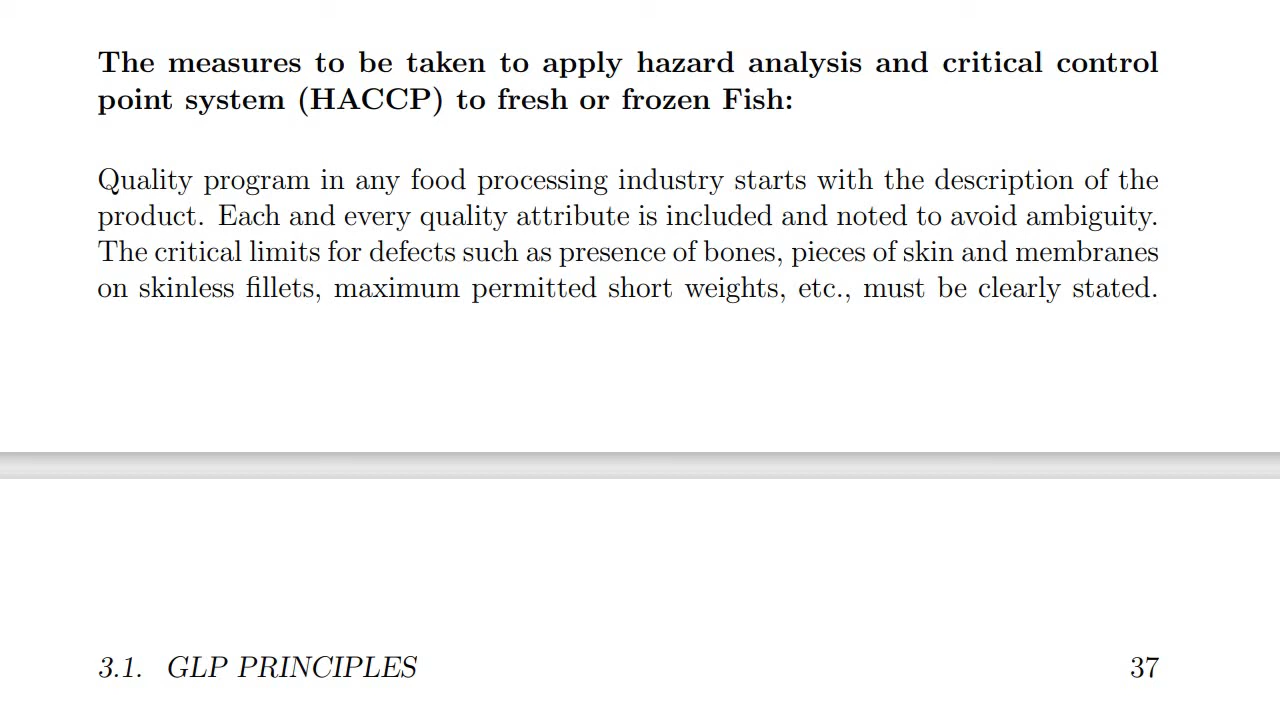 The measures to be taken to apply hazard analysis and critical control
point system (HACCP) to fresh or frozen Fish:
Quality program in any food processing industry starts with the description of the
product. Each and every quality attribute is included and noted to avoid ambiguity.
The critical limits for defects such as presence of bones, pieces of skin and membranes
on skinless fillets, maximum permitted short weights, etc., must be clearly stated.
3.1. GLP PRINCIPLES 37